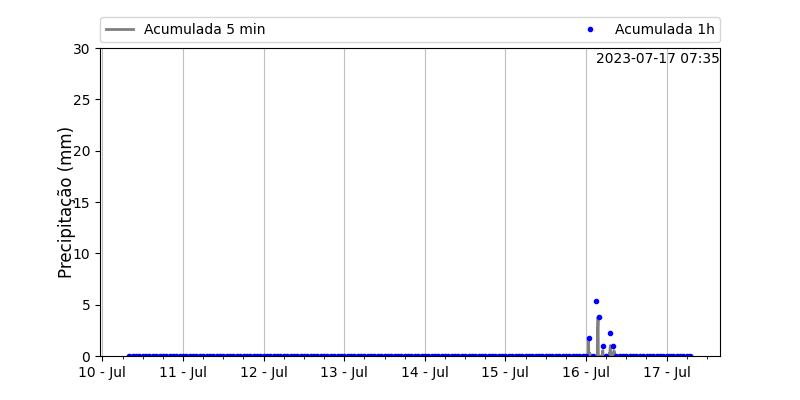 Acumulada 5 min Acumulada 1h
2023-07-17 07:35
Precipitação (mm)
30
25
20
15
10
5
0
10 - Jul 11 - Jul 12 - Jul 13 - Jul 14 - Jul 15 - Jul 16 - Jul 17 - Jul